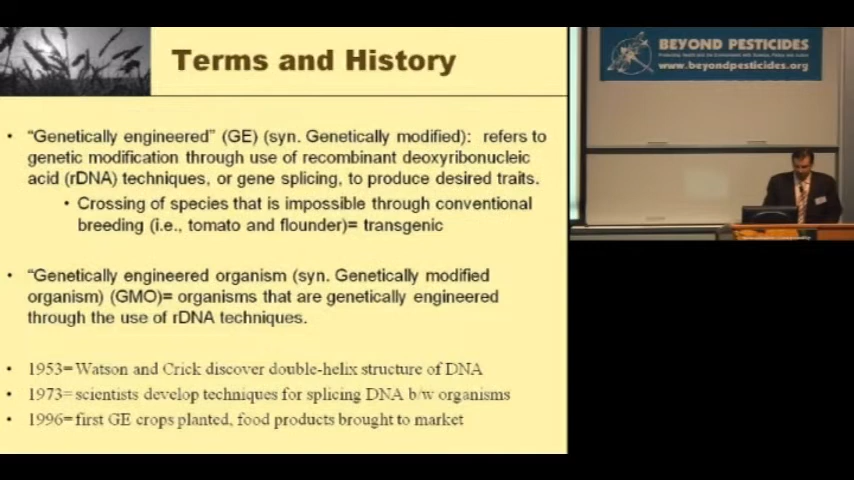 Terms and History
• "Genetically engineered" (GE) (syn. Genetically modified): refers to
genetic modification through use of recombinant deoxyribonucleic
acid (rDNA) techniques, or gene splicing, to produce desired traits.
• Crossing of species that is impossible through conventional
breeding (i.e., tomato and flounder)= transgenic
• "Genetically engineered organism (syn. Genetically modified
organism) (GMO)= organisms that are genetically engineered
through the use of rDNA techniques.
• 1953= Watson and Crick discover double-helix structure of DNA
• 1973= scientists develop techniques for splicing DNA b/w organisms
• 1996= first GE crops planted, food products brought to market
BEYOND PESTICIDES
www.beyondpesticides.org